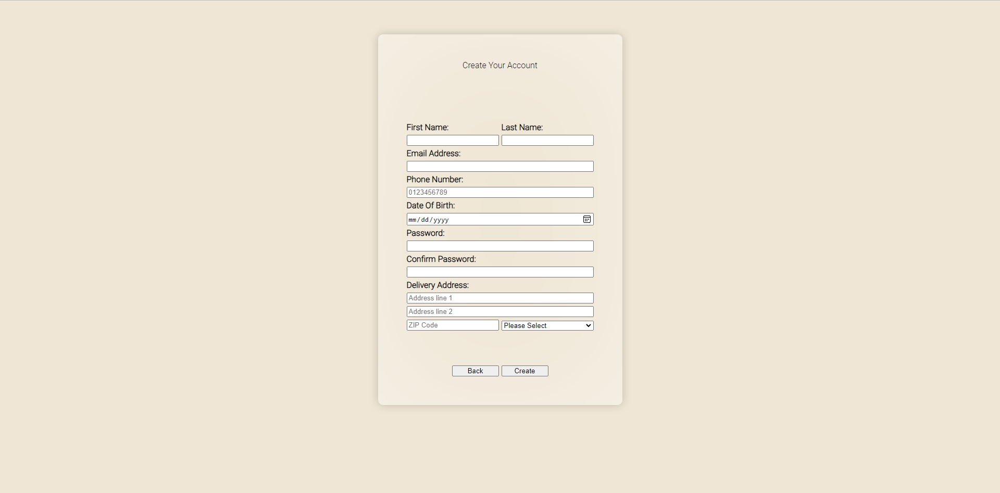 Create Your Account
First Name: Last Name:
Email Address:
Phone Number:
0123456789
Date Of Birth:
mm/dd/yyyy
Password:
Confirm Password:
Delivery Address:
Address line 1
Address line 2
ZIP Code Please Select
Back Create